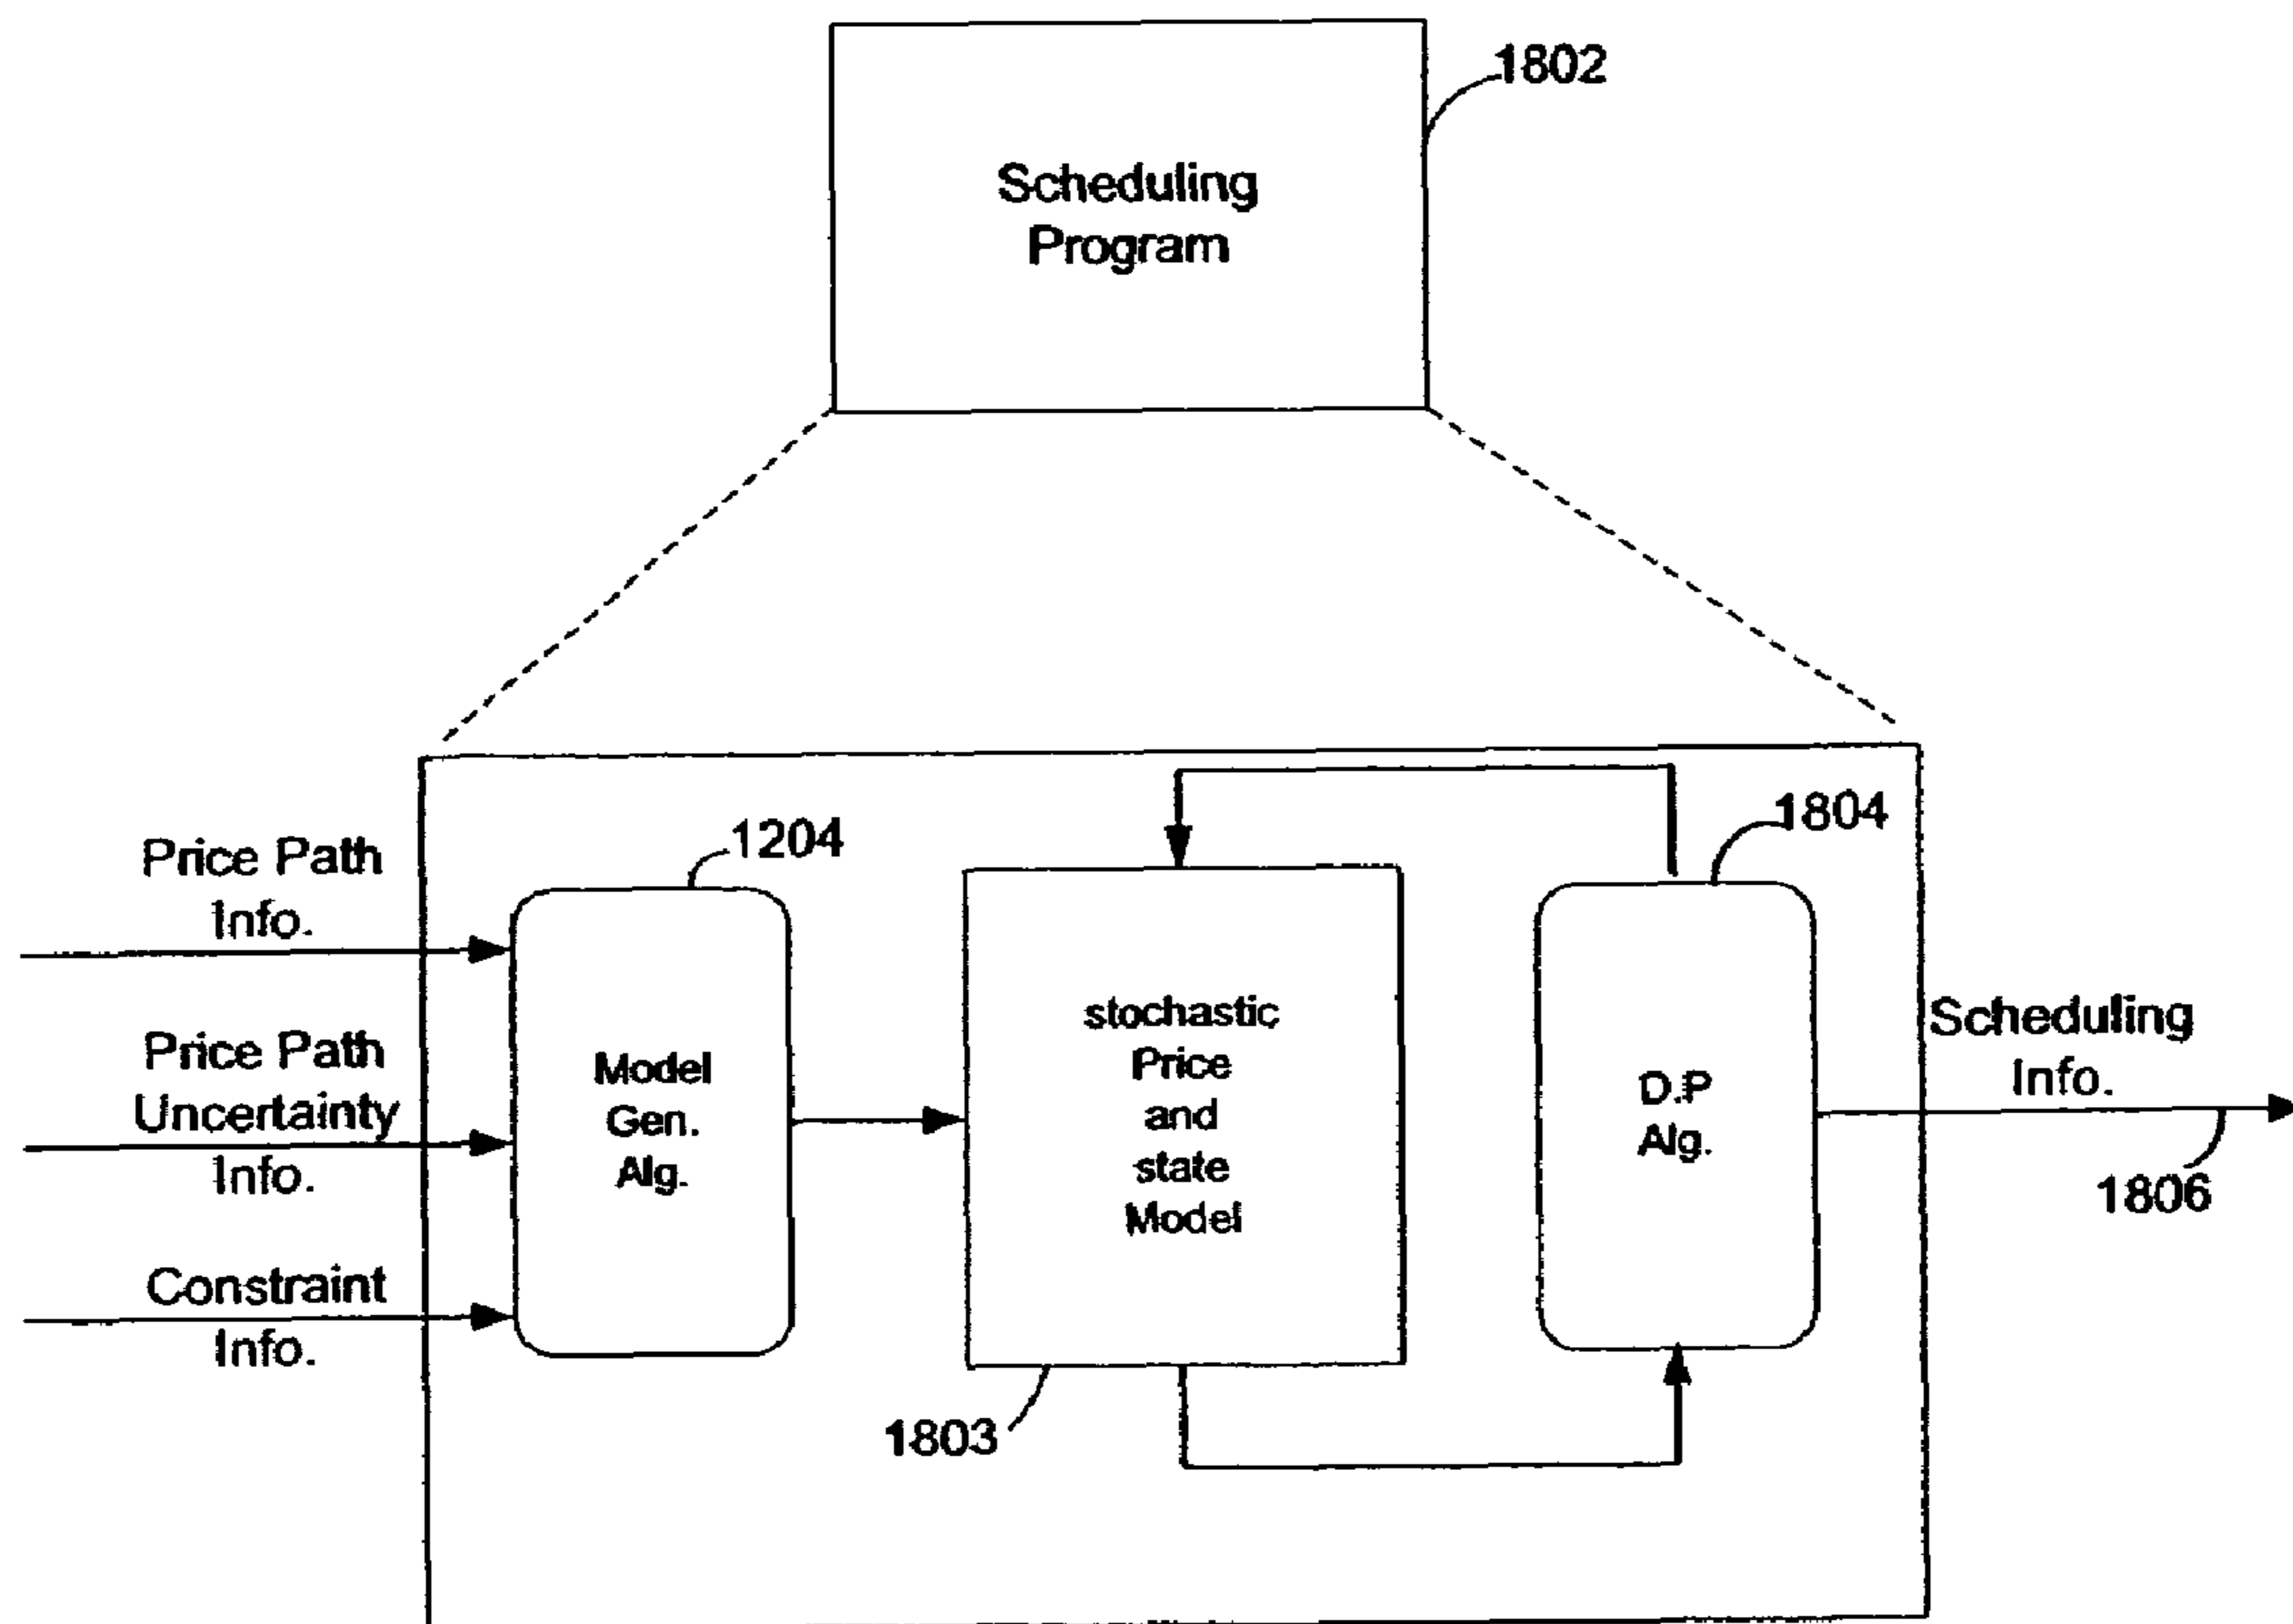 1802
Scheduling
Program
1204
1804
Price Path
Info.
Price Path
Uncertainty
Info.
Constraint
Info.
Model
Gen.
Alg.
stochastic
Price
and
state
Model
D.P
Alg.
Scheduling
Info.
1806
1803